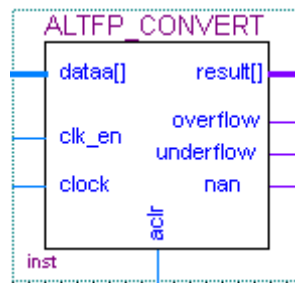 ALTFP_CONVERT
dataa[] result[]
overflow
clk_en
underflow
clock nan
aclr
inst